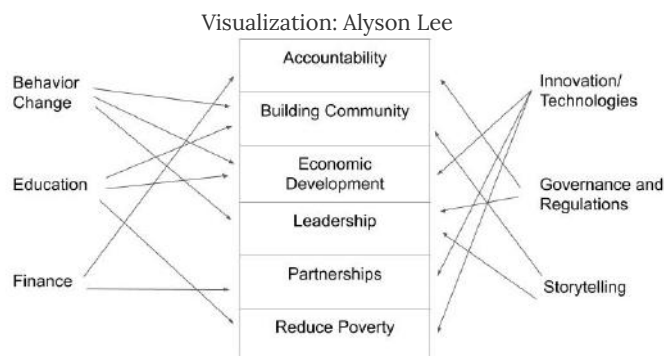 Visualization: Alyson Lee
Behavior
Change
Education
Finance
Accountability
Building Community
Economic
Development
Leadership
Partnerships
Reduce Poverty
Innovation/
Technologies
Governance and
Regulations
Storytelling